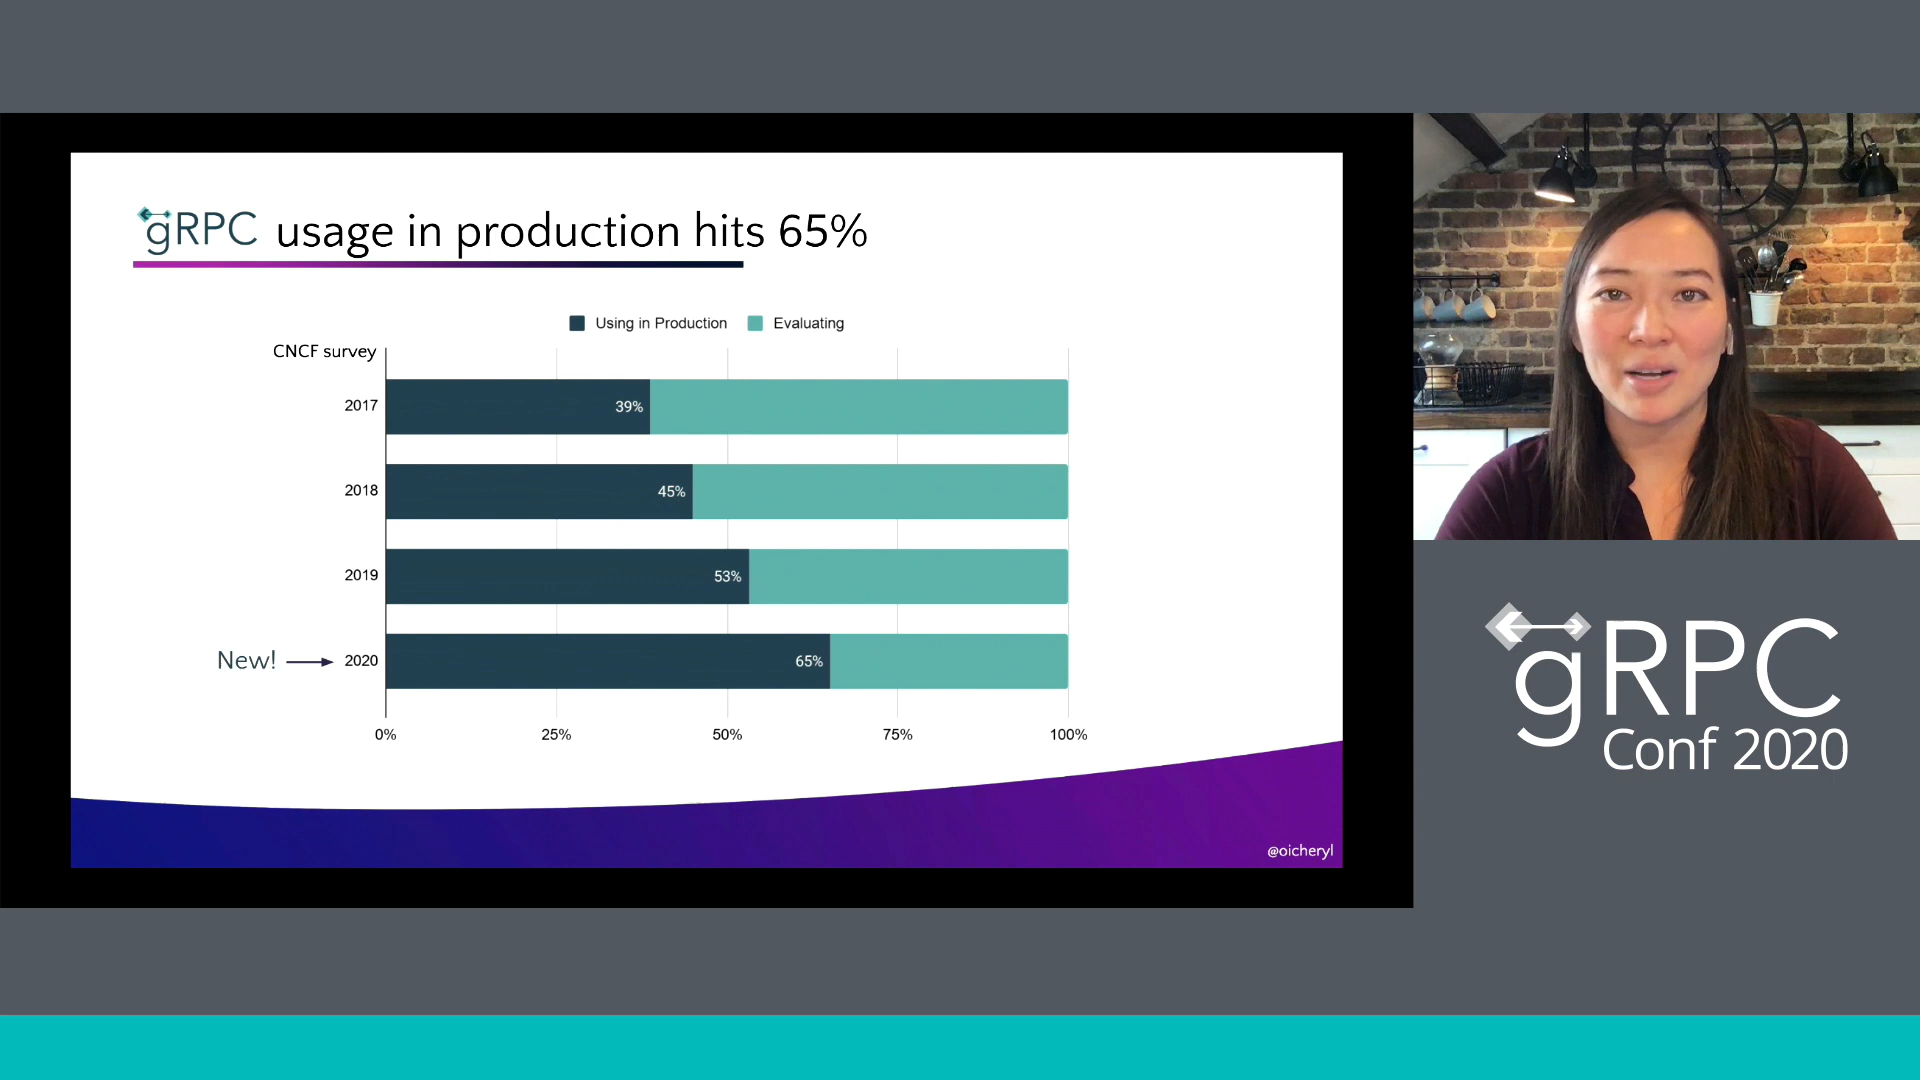 gRPC usage in production hits 65%
Using in Production Evaluating
CNCF survey
2017 39%
2018 45%
2019 53%
New! 2020 65%
0% 25% 50% 75% 100%
@oicheryl
gRPC
Conf 2020